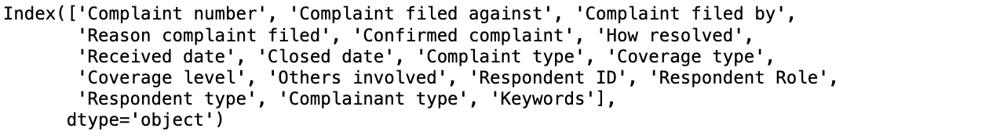 Index(['Complaint number', 'Complaint filed against', 'Complaint filed by',
       'Reason complaint filed', 'Confirmed complaint', 'How resolved',
       'Received date', 'Closed date', 'Complaint type', 'Coverage type',
       'Coverage level', 'Others involved', 'Respondent ID', 'Respondent Role',
       'Respondent type', 'Complainant type', 'Keywords'],
      dtype='object')